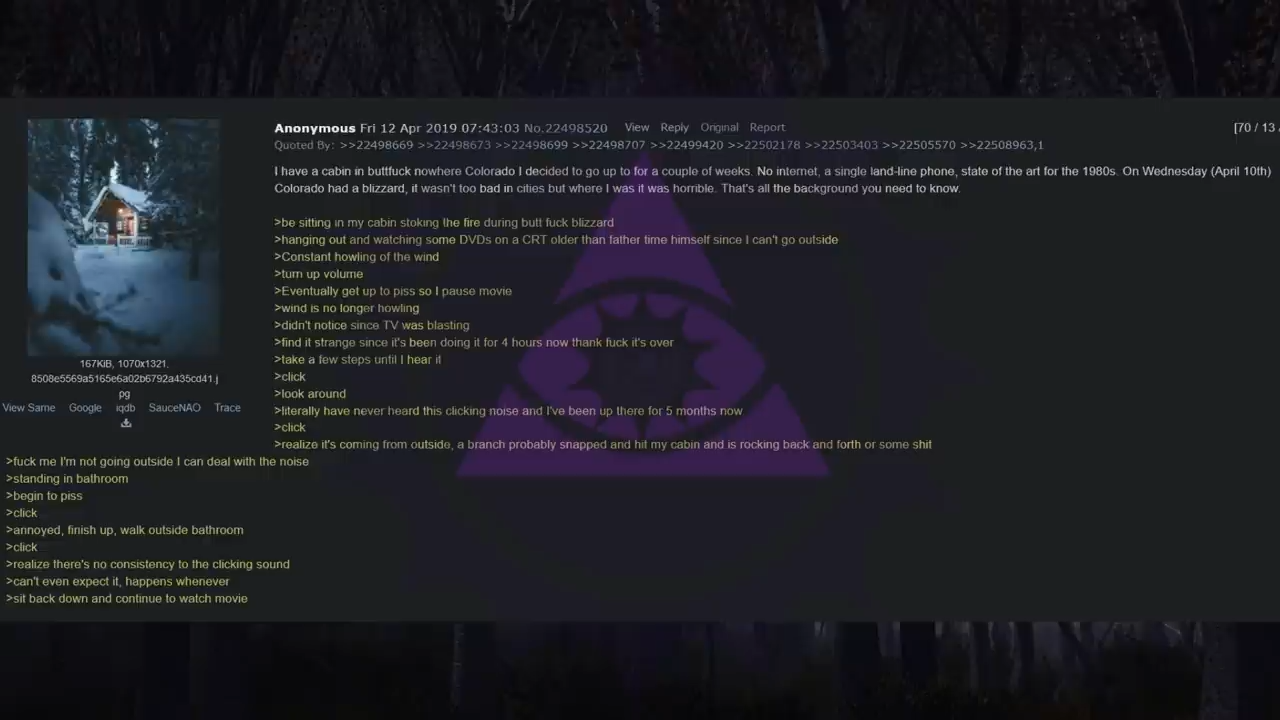 Anonymous Fri 12 Apr 2019 07:43:03 No.22498520 View Reply Original Report
[70 / 13
Quoted By: >>22498669 >>22498673 >>22498699 >>22498707 >>22499420 >>22502178 >>22503403 >>22505570 >>22508963,1
I have a cabin in buttfuck nowhere Colorado I decided to go up to for a couple of weeks. No internet, a single land-line phone, state of the art for the 1980s. On Wednesday (April 10th)
Colorado had a blizzard, it wasn't too bad in cities but where I was it was horrible. That's all the background you need to know.
>be sitting in my cabin stoking the fire during butt fuck blizzard
>hanging out and watching some DVDs on a CRT older than father time himself since I can't go outside
>Constant howling of the wind
>turn up volume
>Eventually get up to piss so I pause movie
>wind is no longer howling
>didn't notice since TV was blasting
>find it strange since it's been doing it for 4 hours now thank fuck it's over
>take a few steps until I hear it
>click
>look around
>literally have never heard this clicking noise and I've been up there for 5 months now
>click
>realize it's coming from outside, a branch probably snapped and hit my cabin and is rocking back and forth or some shit
167KiB, 1070x1321,
8508e5569a5165e6a02b6792a435cd41.j
pg
View Same Google iqdb SauceNAO Trace
>fuck me I'm not going outside I can deal with the noise
>standing in bathroom
>begin to piss
>click
>annoyed, finish up, walk outside bathroom
>click
>realize there's no consistency to the clicking sound
>can't even expect it, happens whenever
>sit back down and continue to watch movie